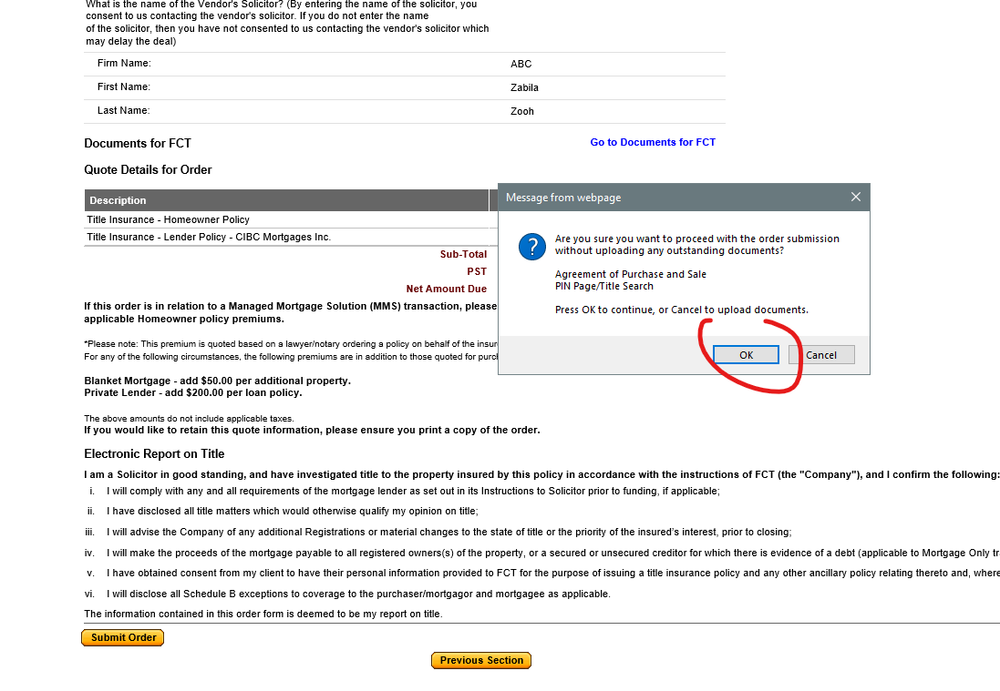 What is the name of the Vendor's Solicitor? (By entering the name of the solicitor, you
consent to us contacting the vendor's solicitor. If you do not enter the name
of the solicitor, then you have not consented to us contacting the vendor's solicitor which
may delay the deal)
Firm Name: ABC
First Name: Zabila
Last Name: Zooh
Documents for FCT Go to Documents for FCT
Quote Details for Order
Description
Title Insurance - Homeowner Policy
Title Insurance - Lender Policy - CIBC Mortgages Inc.
Sub-Total
PST
Net Amount Due
If this order is in relation to a Managed Mortgage Solution (MMS) transaction, please
applicable Homeowner policy premiums.
*Please note: This premium is quoted based on a lawyer/notary ordering a policy on behalf of the insur
For any of the following circumstances, the following premiums are in addition to those quoted for purch
Blanket Mortgage - add $50.00 per additional property.
Private Lender - add $200.00 per loan policy.
The above amounts do not include applicable taxes.
If you would like to retain this quote information, please ensure you print a copy of the order.
Message from webpage
Are you sure you want to proceed with the order submission
without uploading any outstanding documents?
Agreement of Purchase and Sale
PIN Page/Title Search
Press OK to continue, or Cancel to upload documents.
OK Cancel
Electronic Report on Title
I am a Solicitor in good standing, and have investigated title to the property insured by this policy in accordance with the instructions of FCT (the "Company"), and I confirm the following:
i. I will comply with any and all requirements of the mortgage lender as set out in its Instructions to Solicitor prior to funding, if applicable;
ii. I have disclosed all title matters which would otherwise qualify my opinion on title;
iii. I will advise the Company of any additional Registrations or material changes to the state of title or the priority of the insured's interest, prior to closing;
iv. I will make the proceeds of the mortgage payable to all registered owners(s) of the property, or a secured or unsecured creditor for which there is evidence of a debt (applicable to Mortgage Only tr
v. I have obtained consent from my client to have their personal information provided to FCT for the purpose of issuing a title insurance policy and any other ancillary policy relating thereto and, where
vi. I will disclose all Schedule B exceptions to coverage to the purchaser/mortgagor and mortgagee as applicable.
The information contained in this order form is deemed to be my report on title.
Submit Order
Previous Section